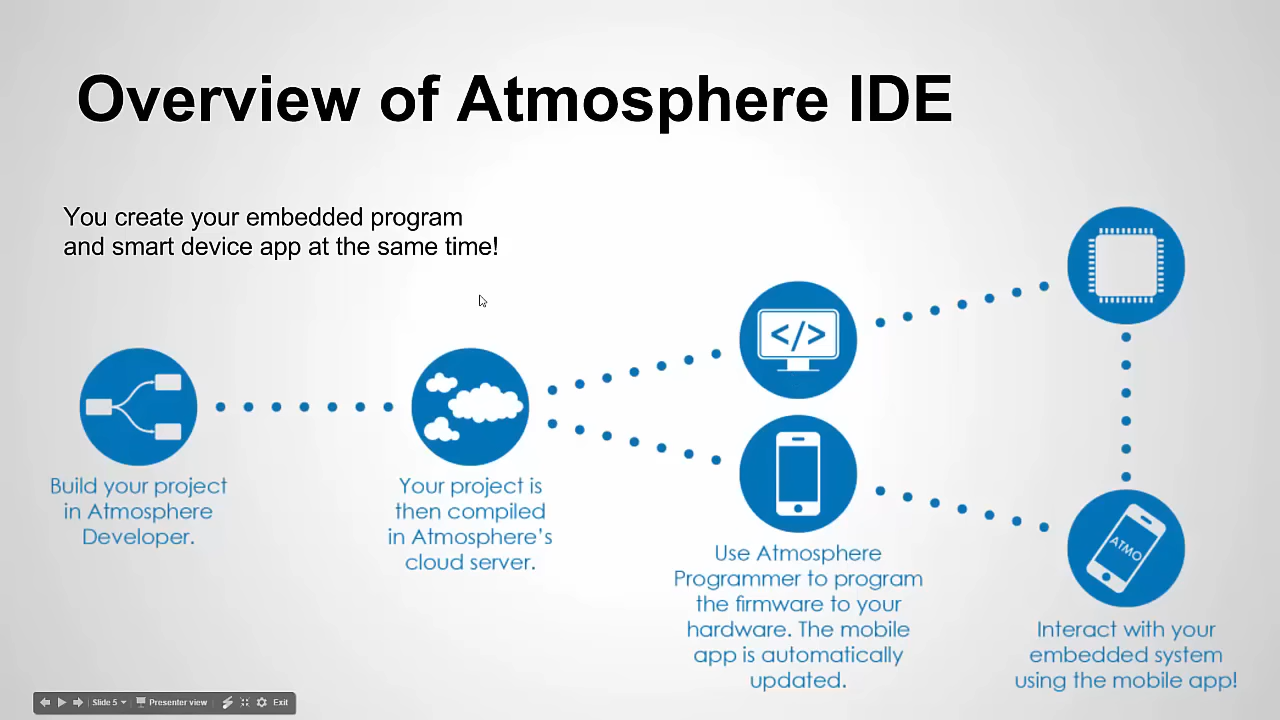 Overview of Atmosphere IDE
You create your embedded program
and smart device app at the same time!
</>
Build your project
in Atmosphere
Developer.
Your project is
then compiled
in Atmosphere’s
cloud server.
Use Atmosphere
Programmer to program
the firmware to your
hardware. The mobile
app is automatically
updated.
ATMO
Interact with your
embedded system
using the mobile app!
Slide 5
Presenter view
Exit